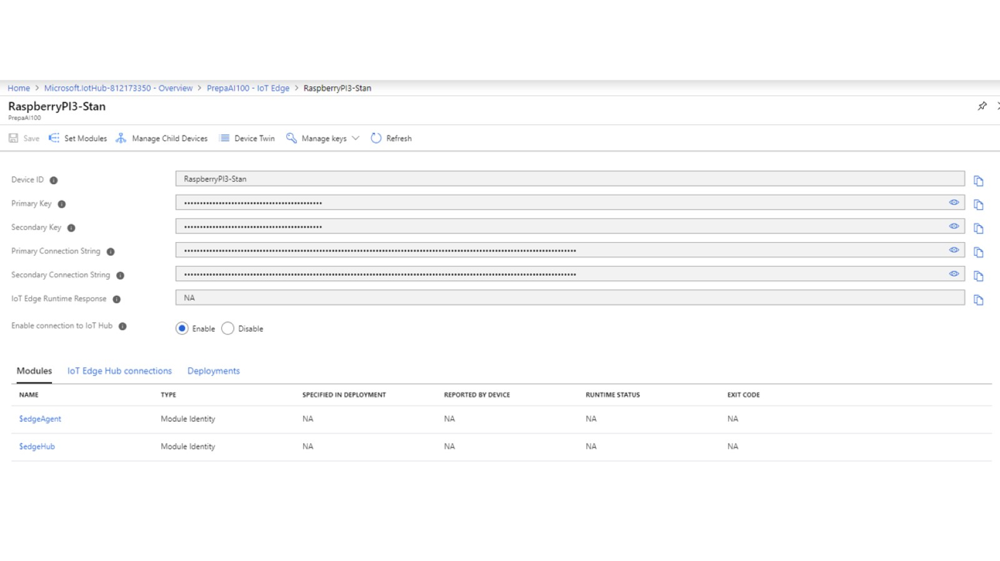 Home > Microsoft.IotHub-812173350 - Overview > PrepaAI100 - IoT Edge > RaspberryPI3-Stan
RaspberryPI3-Stan
PrepaAI100
Save Set Modules Manage Child Devices Device Twin Manage keys Refresh
Device ID RaspberryPI3-Stan
Primary Key
Secondary Key
Primary Connection String
Secondary Connection String
IoT Edge Runtime Response NA
Enable connection to IoT Hub Enable Disable
Modules IoT Edge Hub connections Deployments
NAME TYPE SPECIFIED IN DEPLOYMENT REPORTED BY DEVICE RUNTIME STATUS EXIT CODE
$edgeAgent Module Identity NA NA NA NA
$edgeHub Module Identity NA NA NA NA